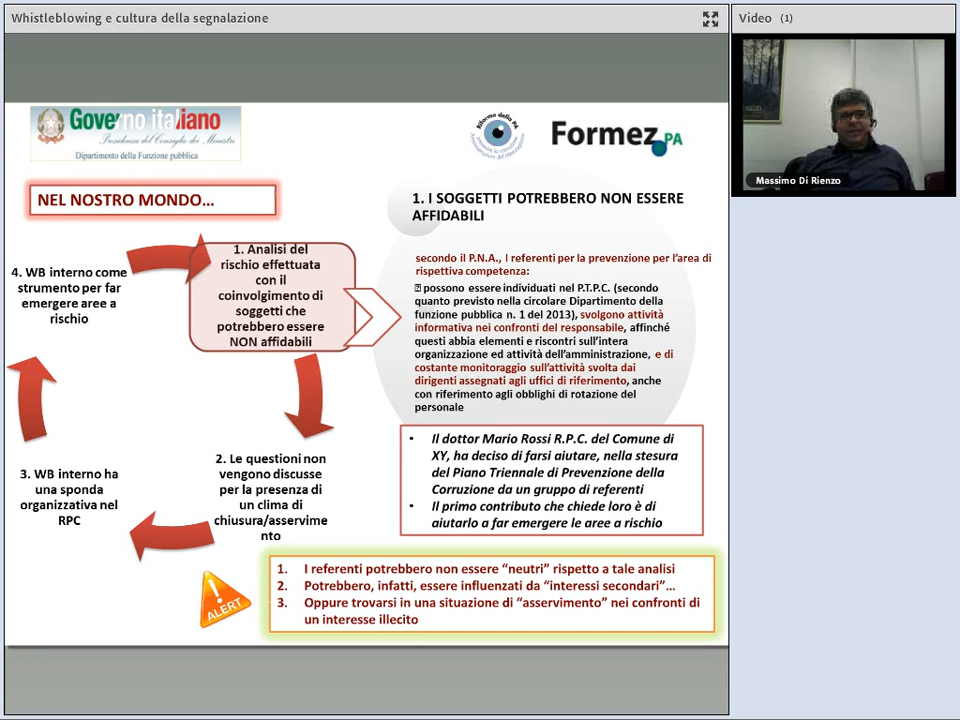 Whistleblowing e cultura della segnalazione
Video (1)
Massimo Di Rienzo
Governo italiano
Presidenza del Consiglio dei Ministri
Dipartimento della Funzione pubblica
Riforme della PA
Formez PA
NEL NOSTRO MONDO...
1. I SOGGETTI POTREBBERO NON ESSERE
AFFIDABILI
1. Analisi del
rischio effettuata
con il
coinvolgimento di
soggetti che
potrebbero essere
NON affidabili
4. WB interno come
strumento per far
emergere aree a
rischio
secondo il P.N.A., I referenti per la prevenzione per l'area di
rispettiva competenza:
possono essere individuati nel P.T.P.C. (secondo
quanto previsto nella circolare Dipartimento della
funzione pubblica n. 1 del 2013), svolgono attività
informativa nei confronti del responsabile, affinché
questi abbia elementi e riscontri sull'intera
organizzazione ed attività dell'amministrazione, e di
costante monitoraggio sull'attività svolta dai
dirigenti assegnati agli uffici di riferimento, anche
con riferimento agli obblighi di rotazione del
personale
2. Le questioni non
vengono discusse
per la presenza di
un clima di
chiusura/asservime
nto
3. WB interno ha
una sponda
organizzativa nel
RPC
• Il dottor Mario Rossi R.P.C. del Comune di
XY, ha deciso di farsi aiutare, nella stesura
del Piano Triennale di Prevenzione della
Corruzione da un gruppo di referenti
• Il primo contributo che chiede loro è di
aiutarlo a far emergere le aree a rischio
ALERT
1. I referenti potrebbero non essere "neutri" rispetto a tale analisi
2. Potrebbero, infatti, essere influenzati da "interessi secondari"...
3. Oppure trovarsi in una situazione di "asservimento" nei confronti di
un interesse illecito